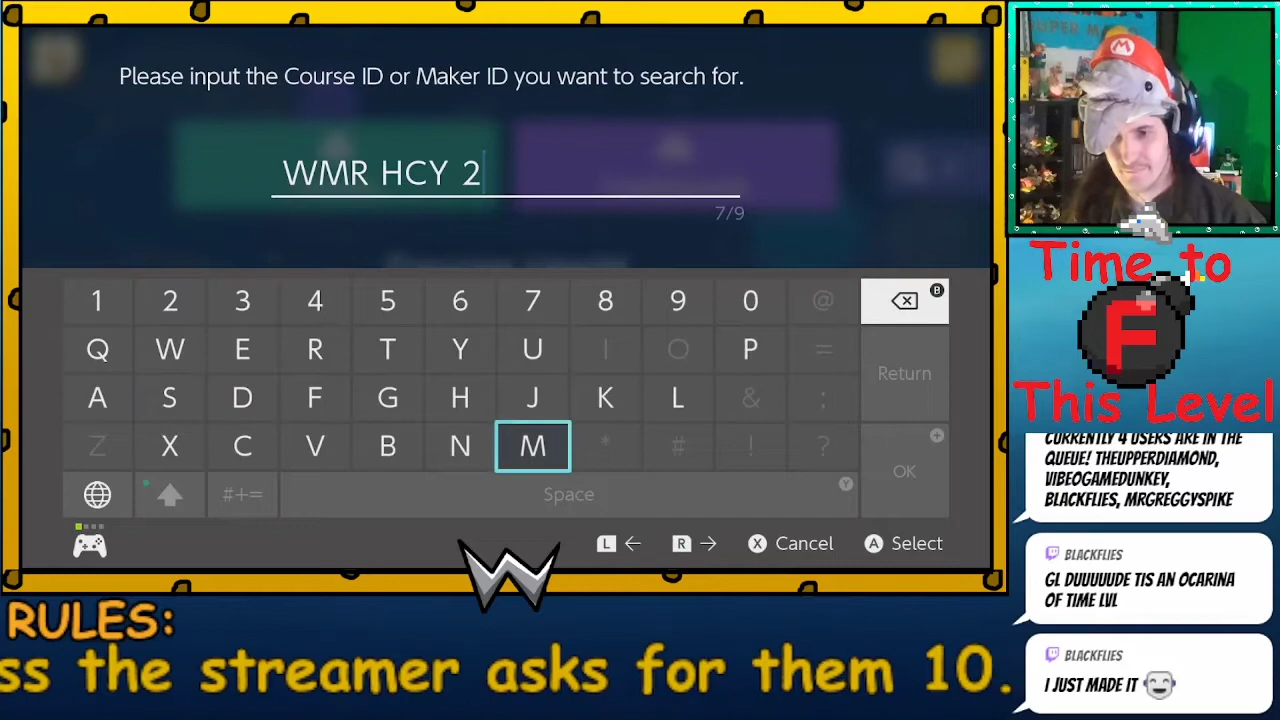 Please input the Course ID or Maker ID you want to search for.
WMR HCY 2
7/9
1 2 3 4 5 6 7 8 9 0 @
Q W E R T Y U I O P =
Return
A S D F G H J K L & ;
Z X C V B N M * # ! ?
OK
#+= Space
L ← R → X Cancel A Select
SUPER
Time to
F
This Level
CURRENTLY 4 USERS ARE IN THE
QUEUE! THEUPPERDIAMOND,
VIBEOGAMEDUNKEY,
BLACKFLIES, MRGREGGYSPIKE
BLACKFLIES
GL DUUUUUDE TIS AN OCARINA
OF TIME LVL
BLACKFLIES
I JUST MADE IT
RULES:
ss the streamer asks for them 10.